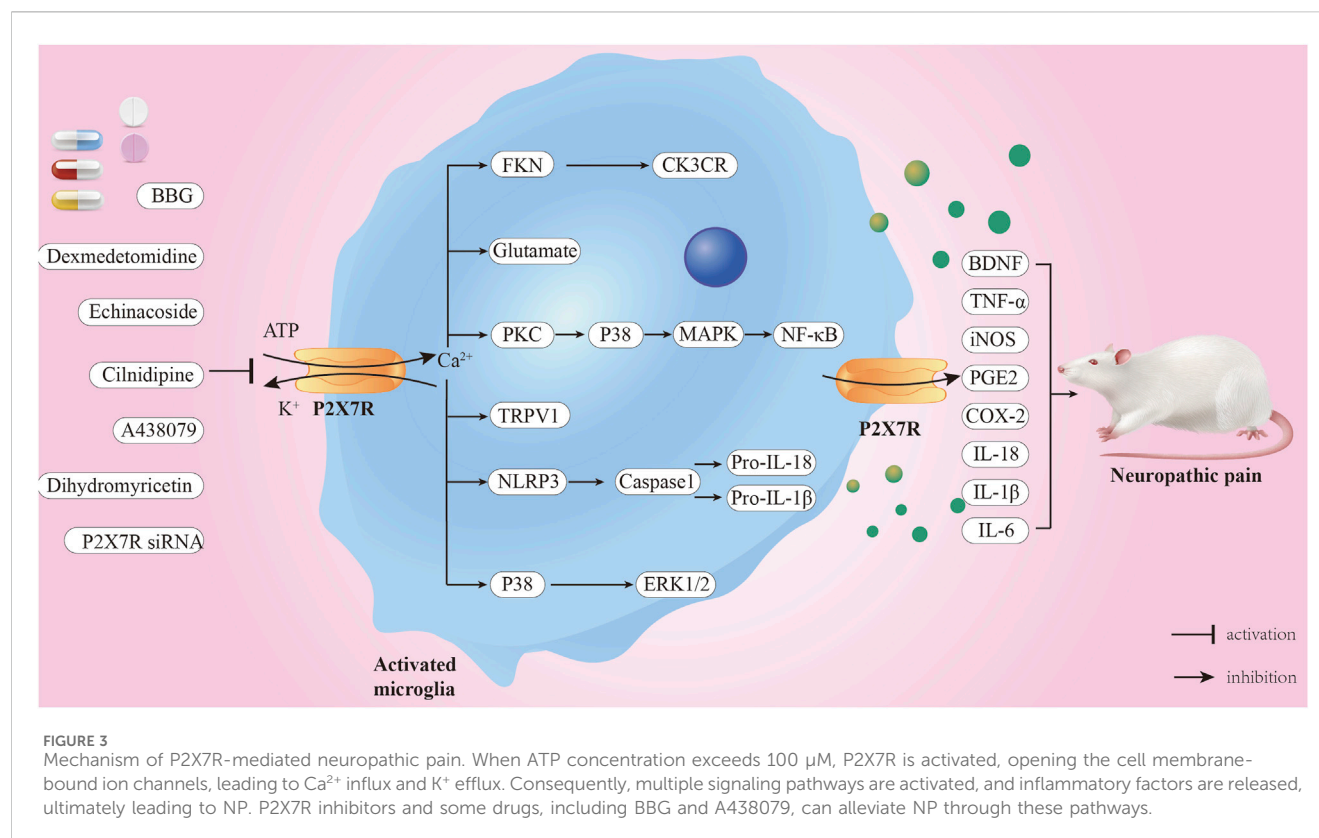 BBG
Dexmedetomidine
Echinacoside
Cilnidipine
A438079
Dihydromyricetin
P2X7R siRNA
ATP
K⁺
P2X7R
Ca²⁺
FKN
CK3CR
Glutamate
PKC
P38
MAPK
NF-κB
TRPV1
NLRP3
Caspase1
Pro-IL-18
Pro-IL-1β
P38
ERK1/2
Activated
microglia
P2X7R
BDNF
TNF-α
iNOS
PGE2
COX-2
IL-18
IL-1β
IL-6
Neuropathic pain
activation
inhibition
FIGURE 3
Mechanism of P2X7R-mediated neuropathic pain. When ATP concentration exceeds 100 μM, P2X7R is activated, opening the cell membrane-
bound ion channels, leading to Ca²⁺ influx and K⁺ efflux. Consequently, multiple signaling pathways are activated, and inflammatory factors are released,
ultimately leading to NP. P2X7R inhibitors and some drugs, including BBG and A438079, can alleviate NP through these pathways.